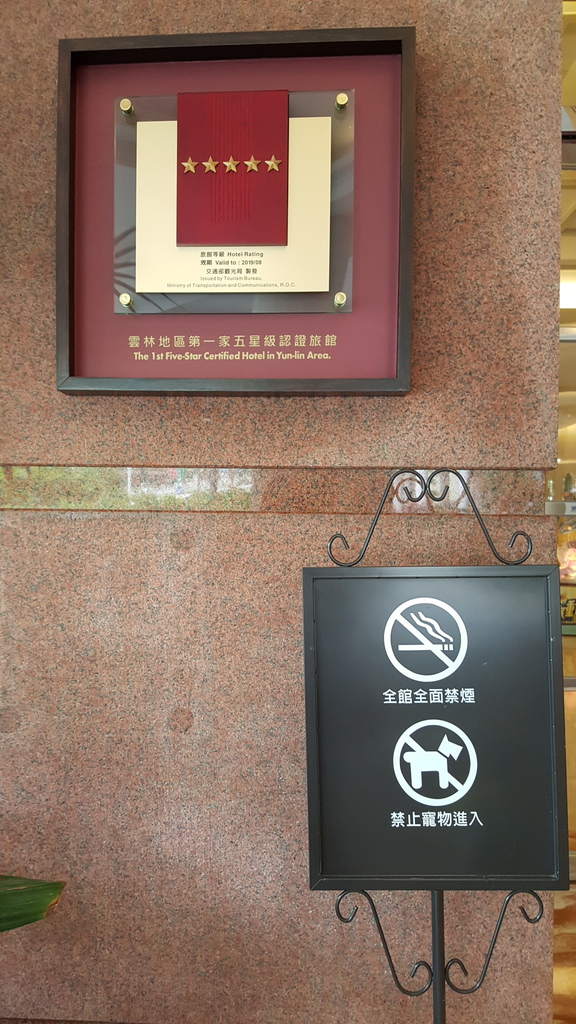 旅館等級 Hotel Rating
效期 Valid to : 2019/08
交通部觀光局 製發
Issued by Tourism Bureau,
Ministry of Transportation and Communications, R.O.C.
雲林地區第一家五星級認證旅館
The 1st Five-Star Certified Hotel in Yun-lin Area.
全館全面禁煙
禁止寵物進入